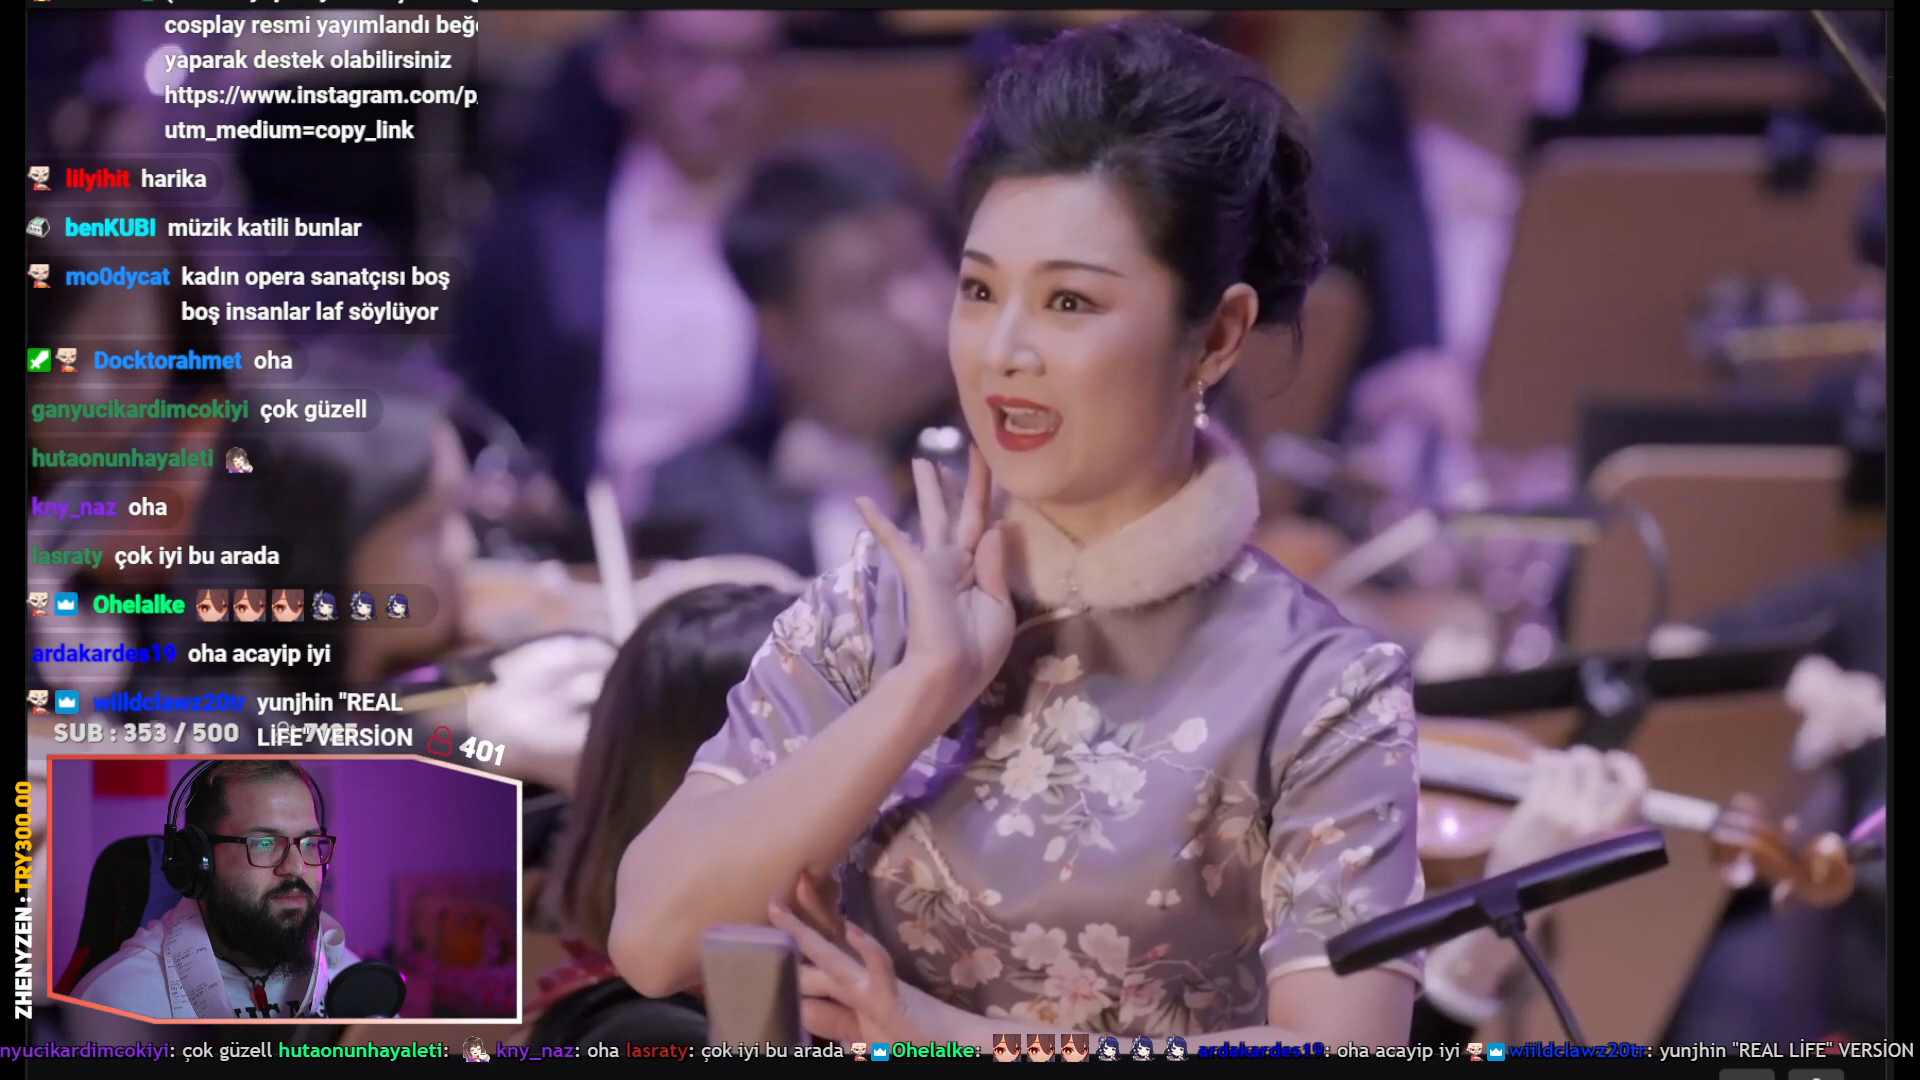 cosplay resmi yayımlandı beğ
yaparak destek olabilirsiniz
https://www.instagram.com/p
utm_medium=copy_link
lilyihit harika
benKUBI müzik katili bunlar
mo0dycat kadın opera sanatçısı boş
boş insanlar laf söylüyor
Docktorahmet oha
ganyucikardimcokiyi çok güzell
hutaonunhayaleti
kny_naz oha
lasraty çok iyi bu arada
Ohelalke
ardakardes19 oha acayip iyi
wiildclawz20tr yunjhin "REAL
LİFE" VERSİON
SUB : 353 / 500
401
ZHENYZEN : TRY300.00
nyucikardimcokiyi: çok güzell hutaonunhayaleti: kny_naz: oha lasraty: çok iyi bu arada Ohelalke: ardakardes19: oha acayip iyi wiildclawz20tr: yunjhin "REAL LİFE" VERSİON